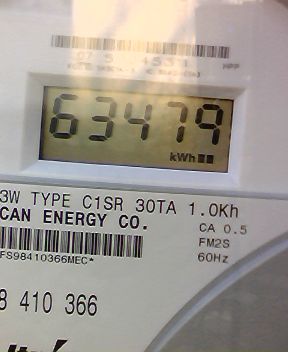 MPP
63479
kWh
3W TYPE C1SR 30TA 1.0Kh
CAN ENERGY CO.
CA 0.5
FM2S
FS98410366MEC*
60Hz
8 410 366